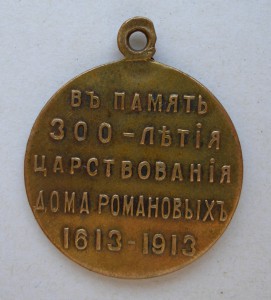 ВЪ ПАМЯТЬ
300-ЛѢТІЯ
ЦАРСТВОВАНІЯ
ДОМА РОМАНОВЫХЪ
1613-1913